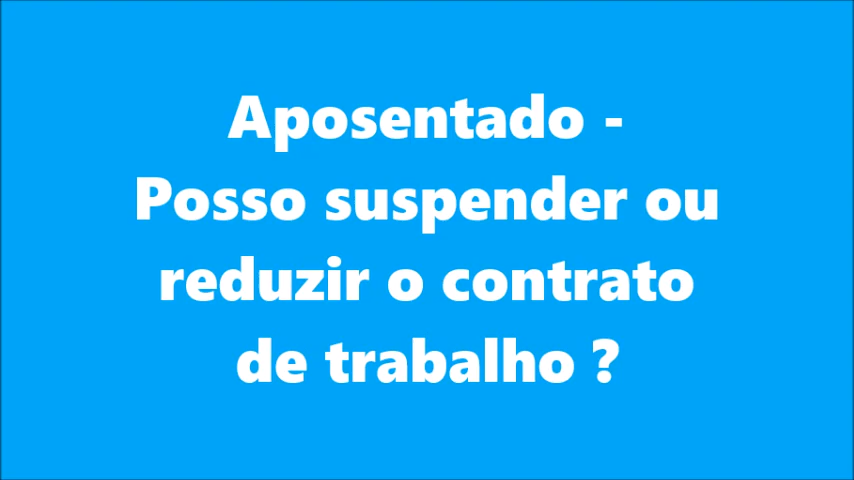 Aposentado -
Posso suspender ou
reduzir o contrato
de trabalho ?